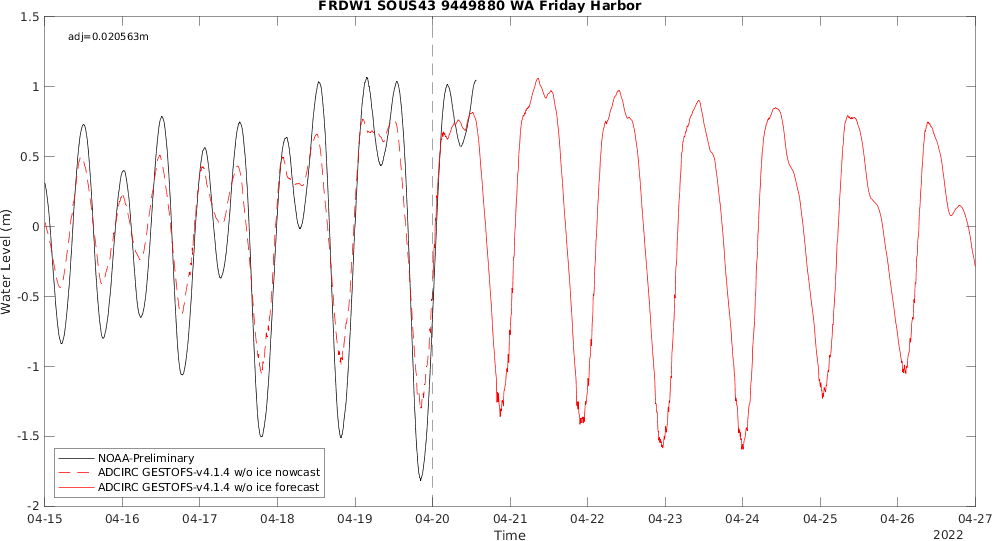 FRDW1 SOUS43 9449880 WA Friday Harbor
adj=0.020563m
1.5
1
0.5
0
-0.5
-1
-1.5
-2
Water Level (m)
NOAA-Preliminary
ADCIRC GESTOFS-v4.1.4 w/o ice nowcast
ADCIRC GESTOFS-v4.1.4 w/o ice forecast
04-15 04-16 04-17 04-18 04-19 04-20 04-21 04-22 04-23 04-24 04-25 04-26 04-27
Time
2022